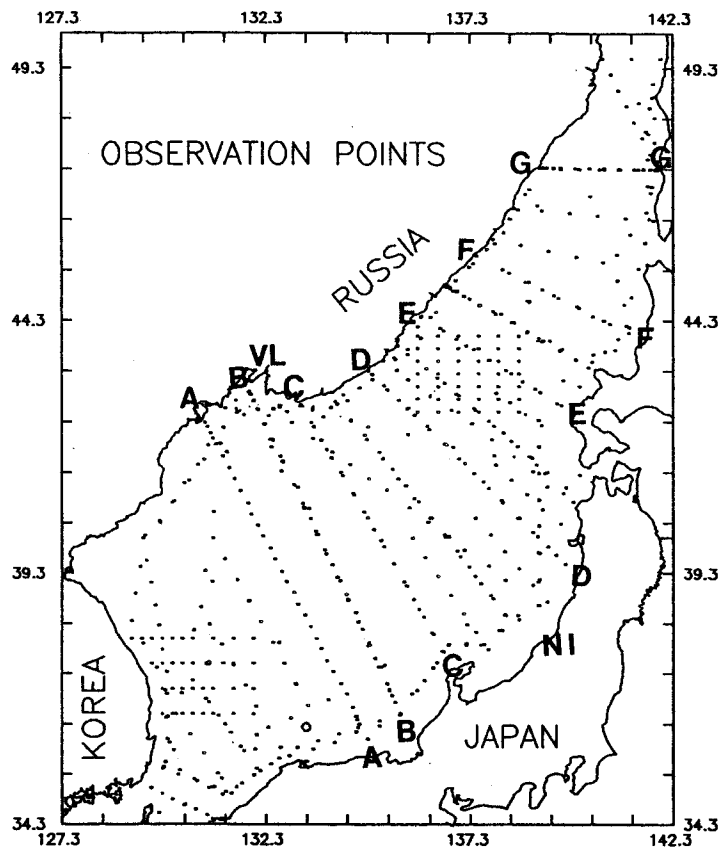 127.3 132.3 137.3 142.3
49.3 49.3
OBSERVATION POINTS
G G
RUSSIA
F
44.3 E 44.3
F
VL
D
B
C
A
E
39.3 39.3
D
NI
C
KOREA
B
JAPAN
A
34.3 34.3
127.3 132.3 137.3 142.3